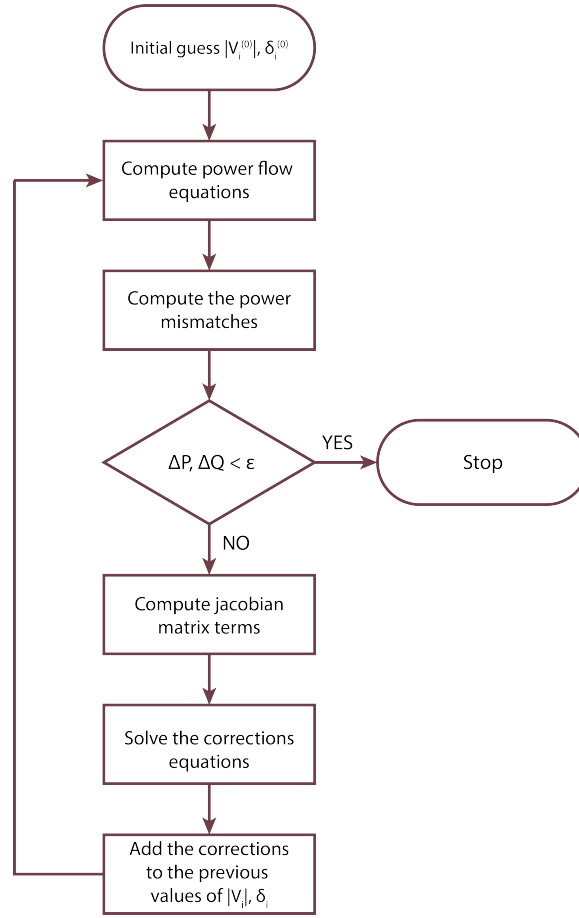 Initial guess |Vᵢ⁽⁰⁾|, δᵢ⁽⁰⁾
Compute power flow
equations
Compute the power
mismatches
ΔP, ΔQ < ε
YES
Stop
NO
Compute jacobian
matrix terms
Solve the corrections
equations
Add the corrections
to the previous
values of |Vᵢ|, δᵢ